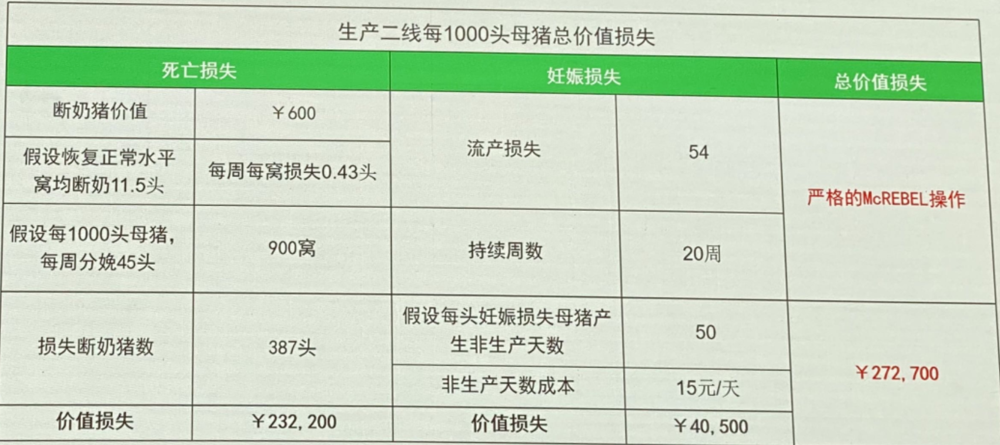 生产二线每1000头母猪总价值损失
死亡损失
妊娠损失
总价值损失
断奶猪价值
￥600
流产损失
54
假设恢复正常水平
窝均断奶11.5头
每周每窝损失0.43头
严格的McREBEL操作
假设每1000头母猪，
每周分娩45头
900窝
持续周数
20周
损失断奶猪数
387头
假设每头妊娠损失母猪产
生非生产天数
50
￥272,700
非生产天数成本
15元/天
价值损失
￥232,200
价值损失
￥40,500